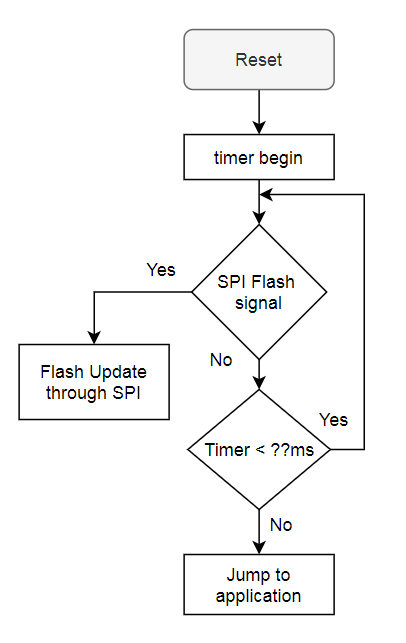 Reset
timer begin
SPI Flash
signal
Yes
Flash Update
through SPI
No
Timer < ??ms
Yes
No
Jump to
application